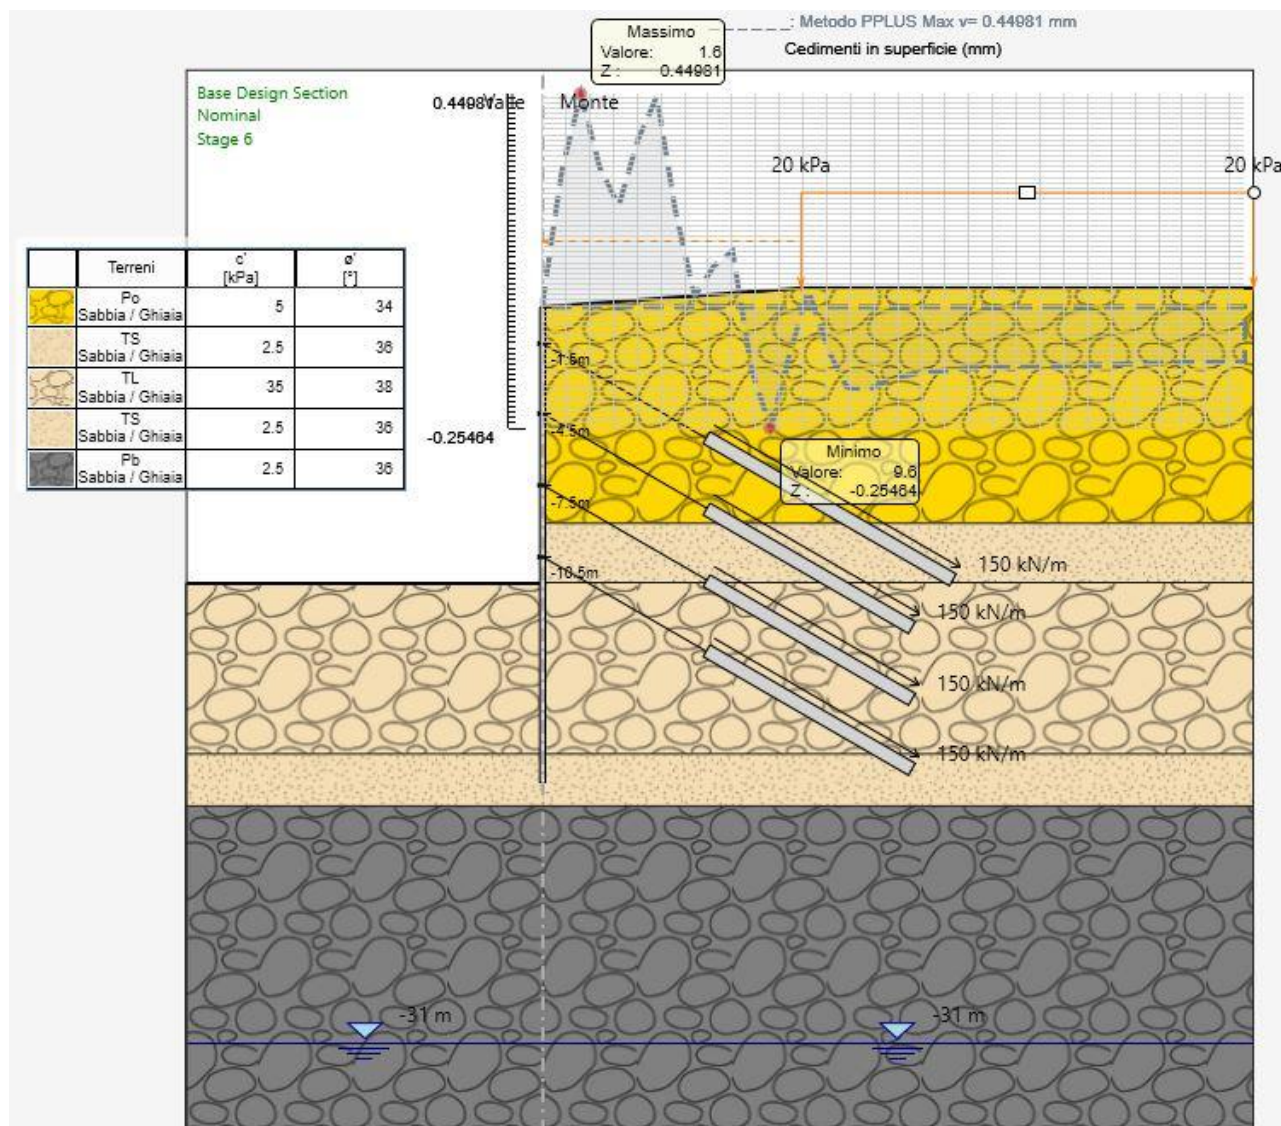 : Metodo PPLUS Max v= 0.44981 mm
Cedimenti in superficie (mm)
Massimo
Valore: 1.6
Z : 0.44981
Base Design Section
Nominal
Stage 6
0.44981
Valle
Monte
20 kPa
20 kPa
Terreni
c'
[kPa]
ø'
[°]
Po
Sabbia / Ghiaia 5 34
TS
Sabbia / Ghiaia 2.5 36
TL
Sabbia / Ghiaia 35 38
TS
Sabbia / Ghiaia 2.5 36
Pb
Sabbia / Ghiaia 2.5 36
-0.25464
-1.5m
-4.5m
-7.5m
-10.5m
Minimo
Valore: 9.6
Z : -0.25464
150 kN/m
150 kN/m
150 kN/m
150 kN/m
-31 m
-31 m